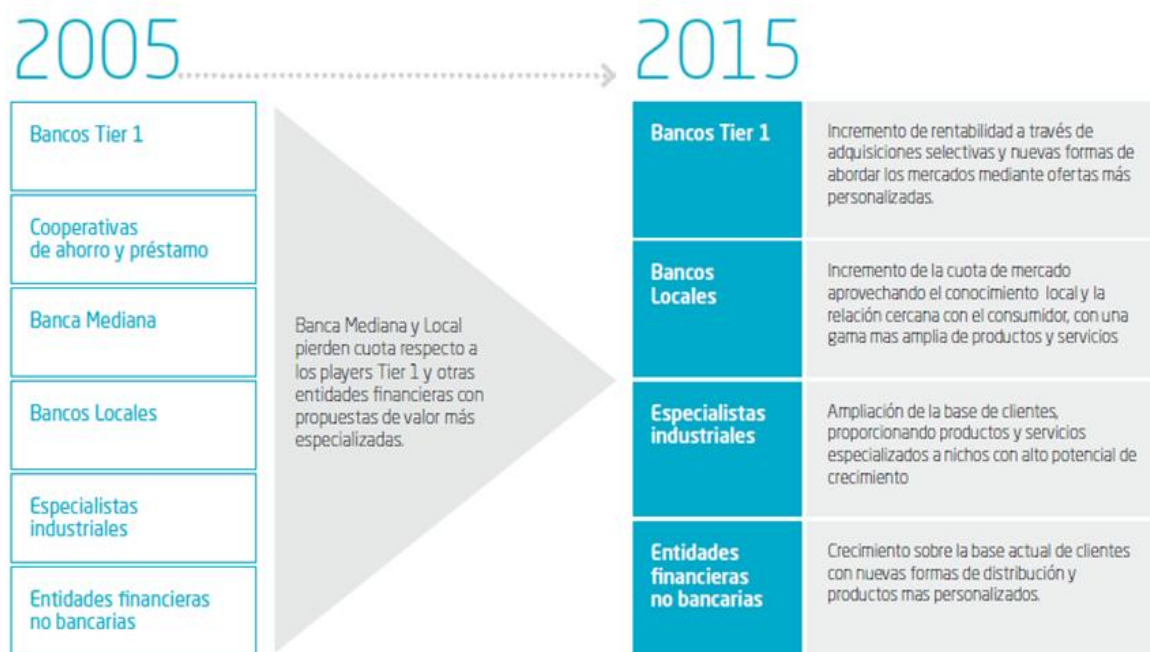 2005
2015
Bancos Tier 1
Cooperativas
de ahorro y préstamo
Banca Mediana
Bancos Locales
Especialistas
industriales
Entidades financieras
no bancarias
Banca Mediana y Local
pierden cuota respecto a
los players Tier 1 y otras
entidades financieras con
propuestas de valor más
especializadas.
Bancos Tier 1
Incremento de rentabilidad a través de
adquisiciones selectivas y nuevas formas de
abordar los mercados mediante ofertas más
personalizadas.
Bancos
Locales
Incremento de la cuota de mercado
aprovechando el conocimiento local y la
relación cercana con el consumidor, con una
gama mas amplia de productos y servicios
Especialistas
industriales
Ampliación de la base de clientes,
proporcionando productos y servicios
especializados a nichos con alto potencial de
crecimiento
Entidades
financieras
no bancarias
Crecimiento sobre la base actual de clientes
con nuevas formas de distribución y
productos mas personalizados.